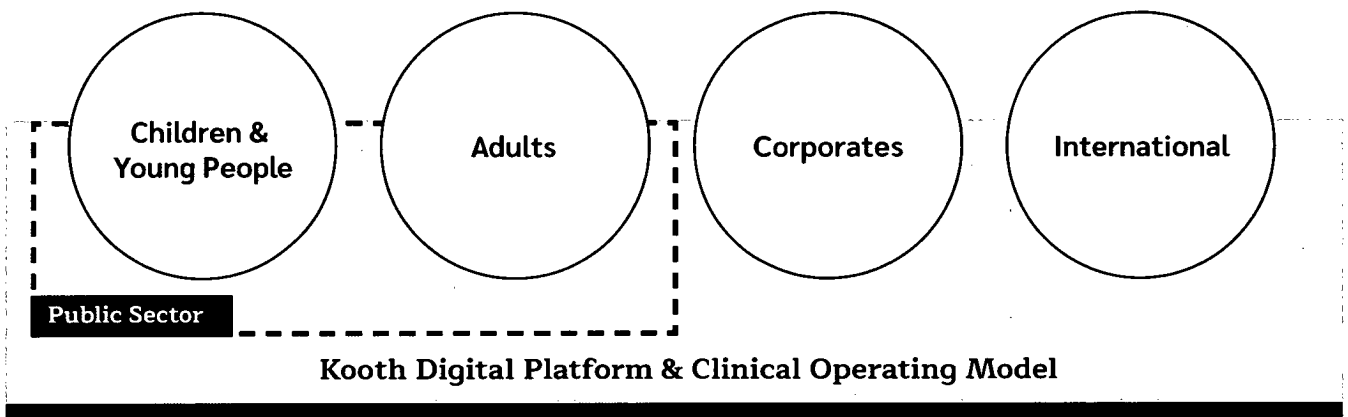 Children &
Young People
Adults
Corporates
International
Public Sector
Kooth Digital Platform & Clinical Operating Model